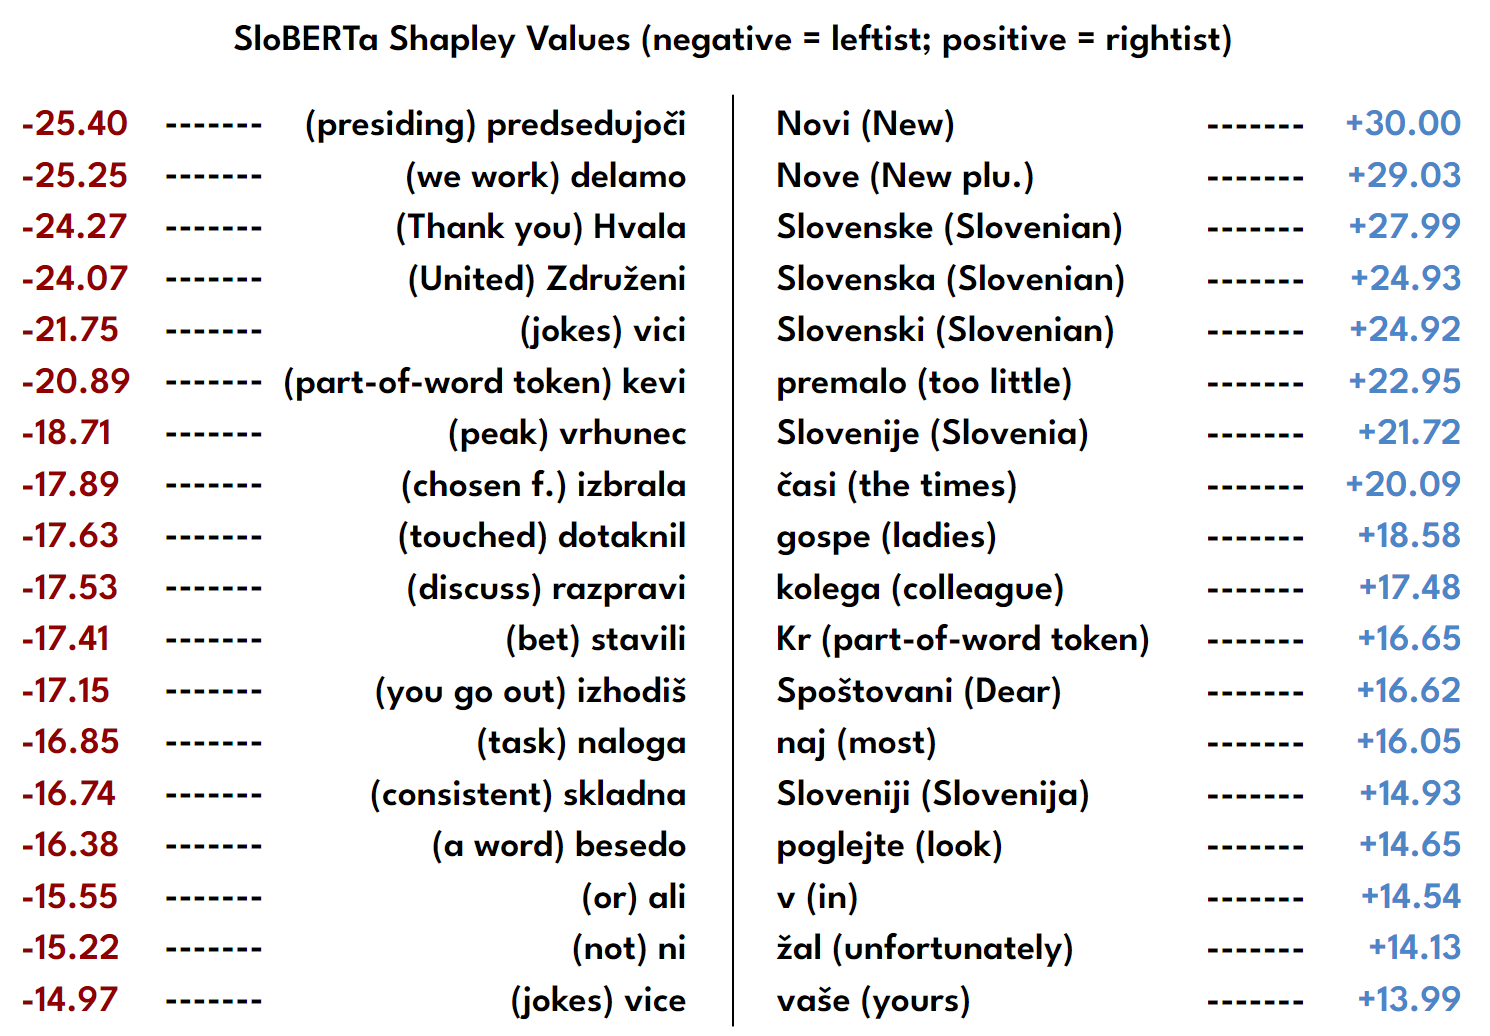 SloBERTa Shapley Values (negative = leftist; positive = rightist)
-25.40 ------- (presiding) predsedujoči Novi (New) ------- +30.00
-25.25 ------- (we work) delamo Nove (New plu.) ------- +29.03
-24.27 ------- (Thank you) Hvala Slovenske (Slovenian) ------- +27.99
-24.07 ------- (United) Združeni Slovenska (Slovenian) ------- +24.93
-21.75 ------- (jokes) vici Slovenski (Slovenian) ------- +24.92
-20.89 ------- (part-of-word token) kevi premalo (too little) ------- +22.95
-18.71 ------- (peak) vrhunec Slovenije (Slovenia) ------- +21.72
-17.89 ------- (chosen f.) izbrala časi (the times) ------- +20.09
-17.63 ------- (touched) dotaknil gospe (ladies) ------- +18.58
-17.53 ------- (discuss) razpravi kolega (colleague) ------- +17.48
-17.41 ------- (bet) stavili Kr (part-of-word token) ------- +16.65
-17.15 ------- (you go out) izhodiš Spoštovani (Dear) ------- +16.62
-16.85 ------- (task) naloga naj (most) ------- +16.05
-16.74 ------- (consistent) skladna Sloveniji (Slovenija) ------- +14.93
-16.38 ------- (a word) besedo poglejte (look) ------- +14.65
-15.55 ------- (or) ali v (in) ------- +14.54
-15.22 ------- (not) ni žal (unfortunately) ------- +14.13
-14.97 ------- (jokes) vice vaše (yours) ------- +13.99